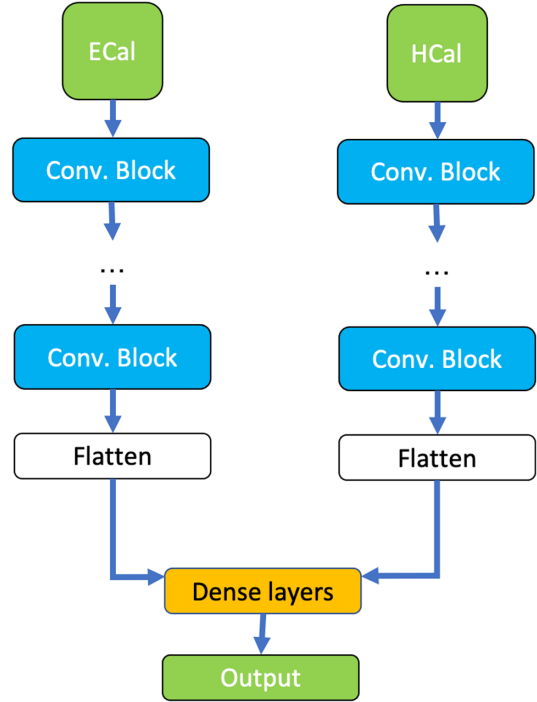 ECal
HCal
Conv. Block
Conv. Block
...
...
Conv. Block
Conv. Block
Flatten
Flatten
Dense layers
Output